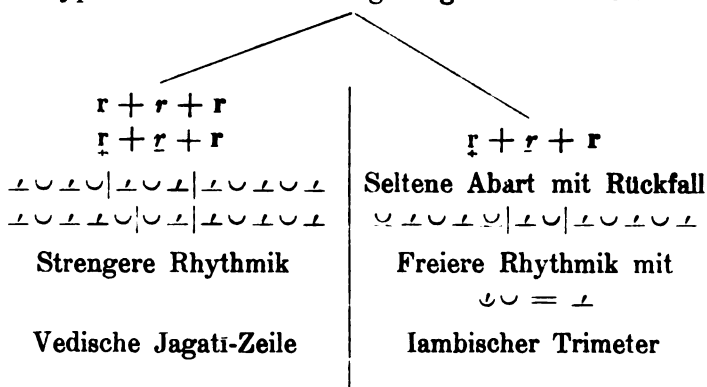 r + r + r
r + r + r
–́ ⏑ –́ ⏑ | –́ ⏑ –́ | –́ ⏑ –́ ⏑ –́
–́ ⏑ –́ ⏑ –́ ⏑ | ⏑ –́ | –́ ⏑ –́ ⏑ –́
Strengere Rhythmik
Vedische Jagatī-Zeile
r + r + r
Seltene Abart mit Rückfall
⏑ –́ ⏑ –́ ⏑ | –́ ⏑ | –́ ⏑ –́ ⏑ –́
Freiere Rhythmik mit
⏑́ ⏑ = –́
Iambischer Trimeter